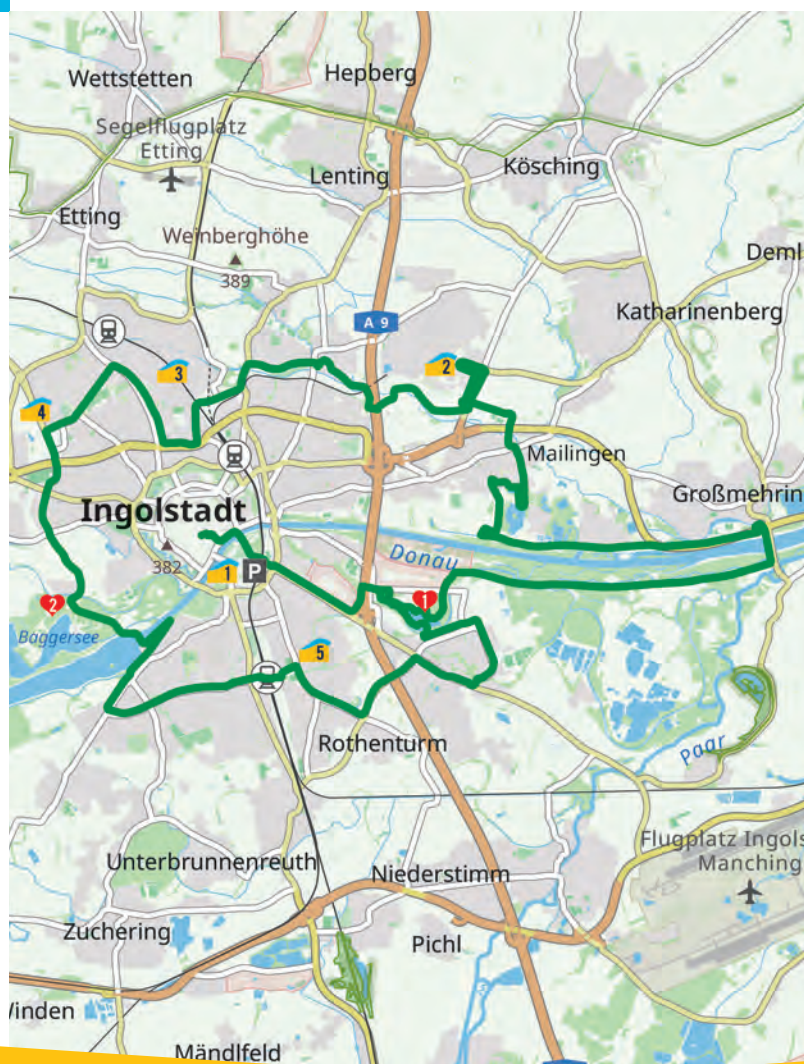 Wettstetten
Hepberg
Segelflugplatz
Etting
Lenting
Kösching
Etting
Weinberghöhe
389
Deml
Katharinenberg
A 9
3
2
4
Mailingen
Großmehrin
Ingolstadt
Donau
382
1
P
1
2
Baggersee
5
Rothenturm
Paar
Flugplatz Ingols
Manching
Unterbrunnenreuth
Niederstimm
Zuchering
Pichl
Winden
Mändlfeld